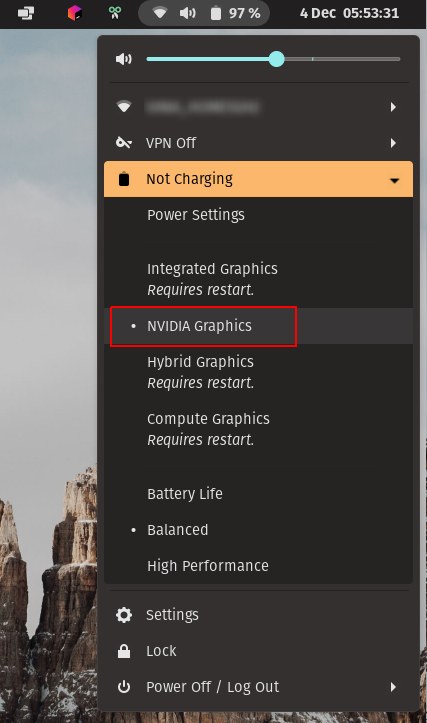 97 %
4 Dec 05:53:31
VPN Off
Not Charging
Power Settings
Integrated Graphics
Requires restart.
NVIDIA Graphics
Hybrid Graphics
Requires restart.
Compute Graphics
Requires restart.
Battery Life
Balanced
High Performance
Settings
Lock
Power Off / Log Out